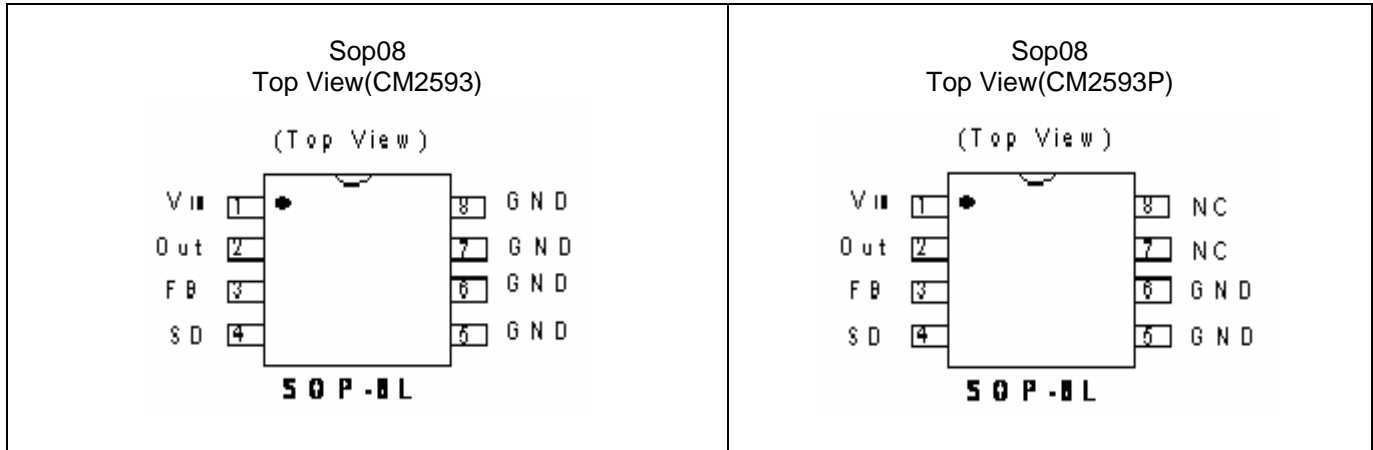 Sop08
Top View(CM2593)
(Top View)
VIN 1 8 GND
Out 2 7 GND
FB 3 6 GND
SD 4 5 GND
SOP-8L
Sop08
Top View(CM2593P)
(Top View)
VIN 1 8 NC
Out 2 7 NC
FB 3 6 GND
SD 4 5 GND
SOP-8L